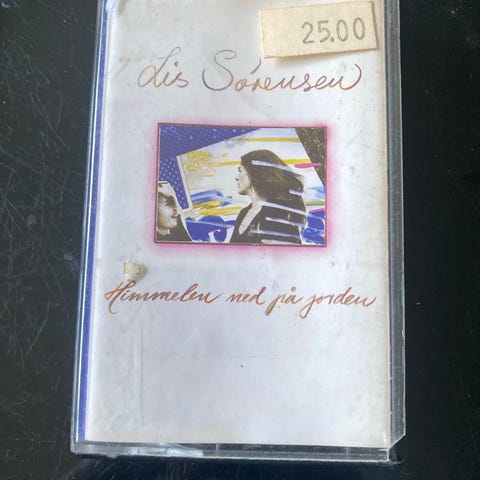 25.00
Lis Sørensen
Himmelen ned på jorden